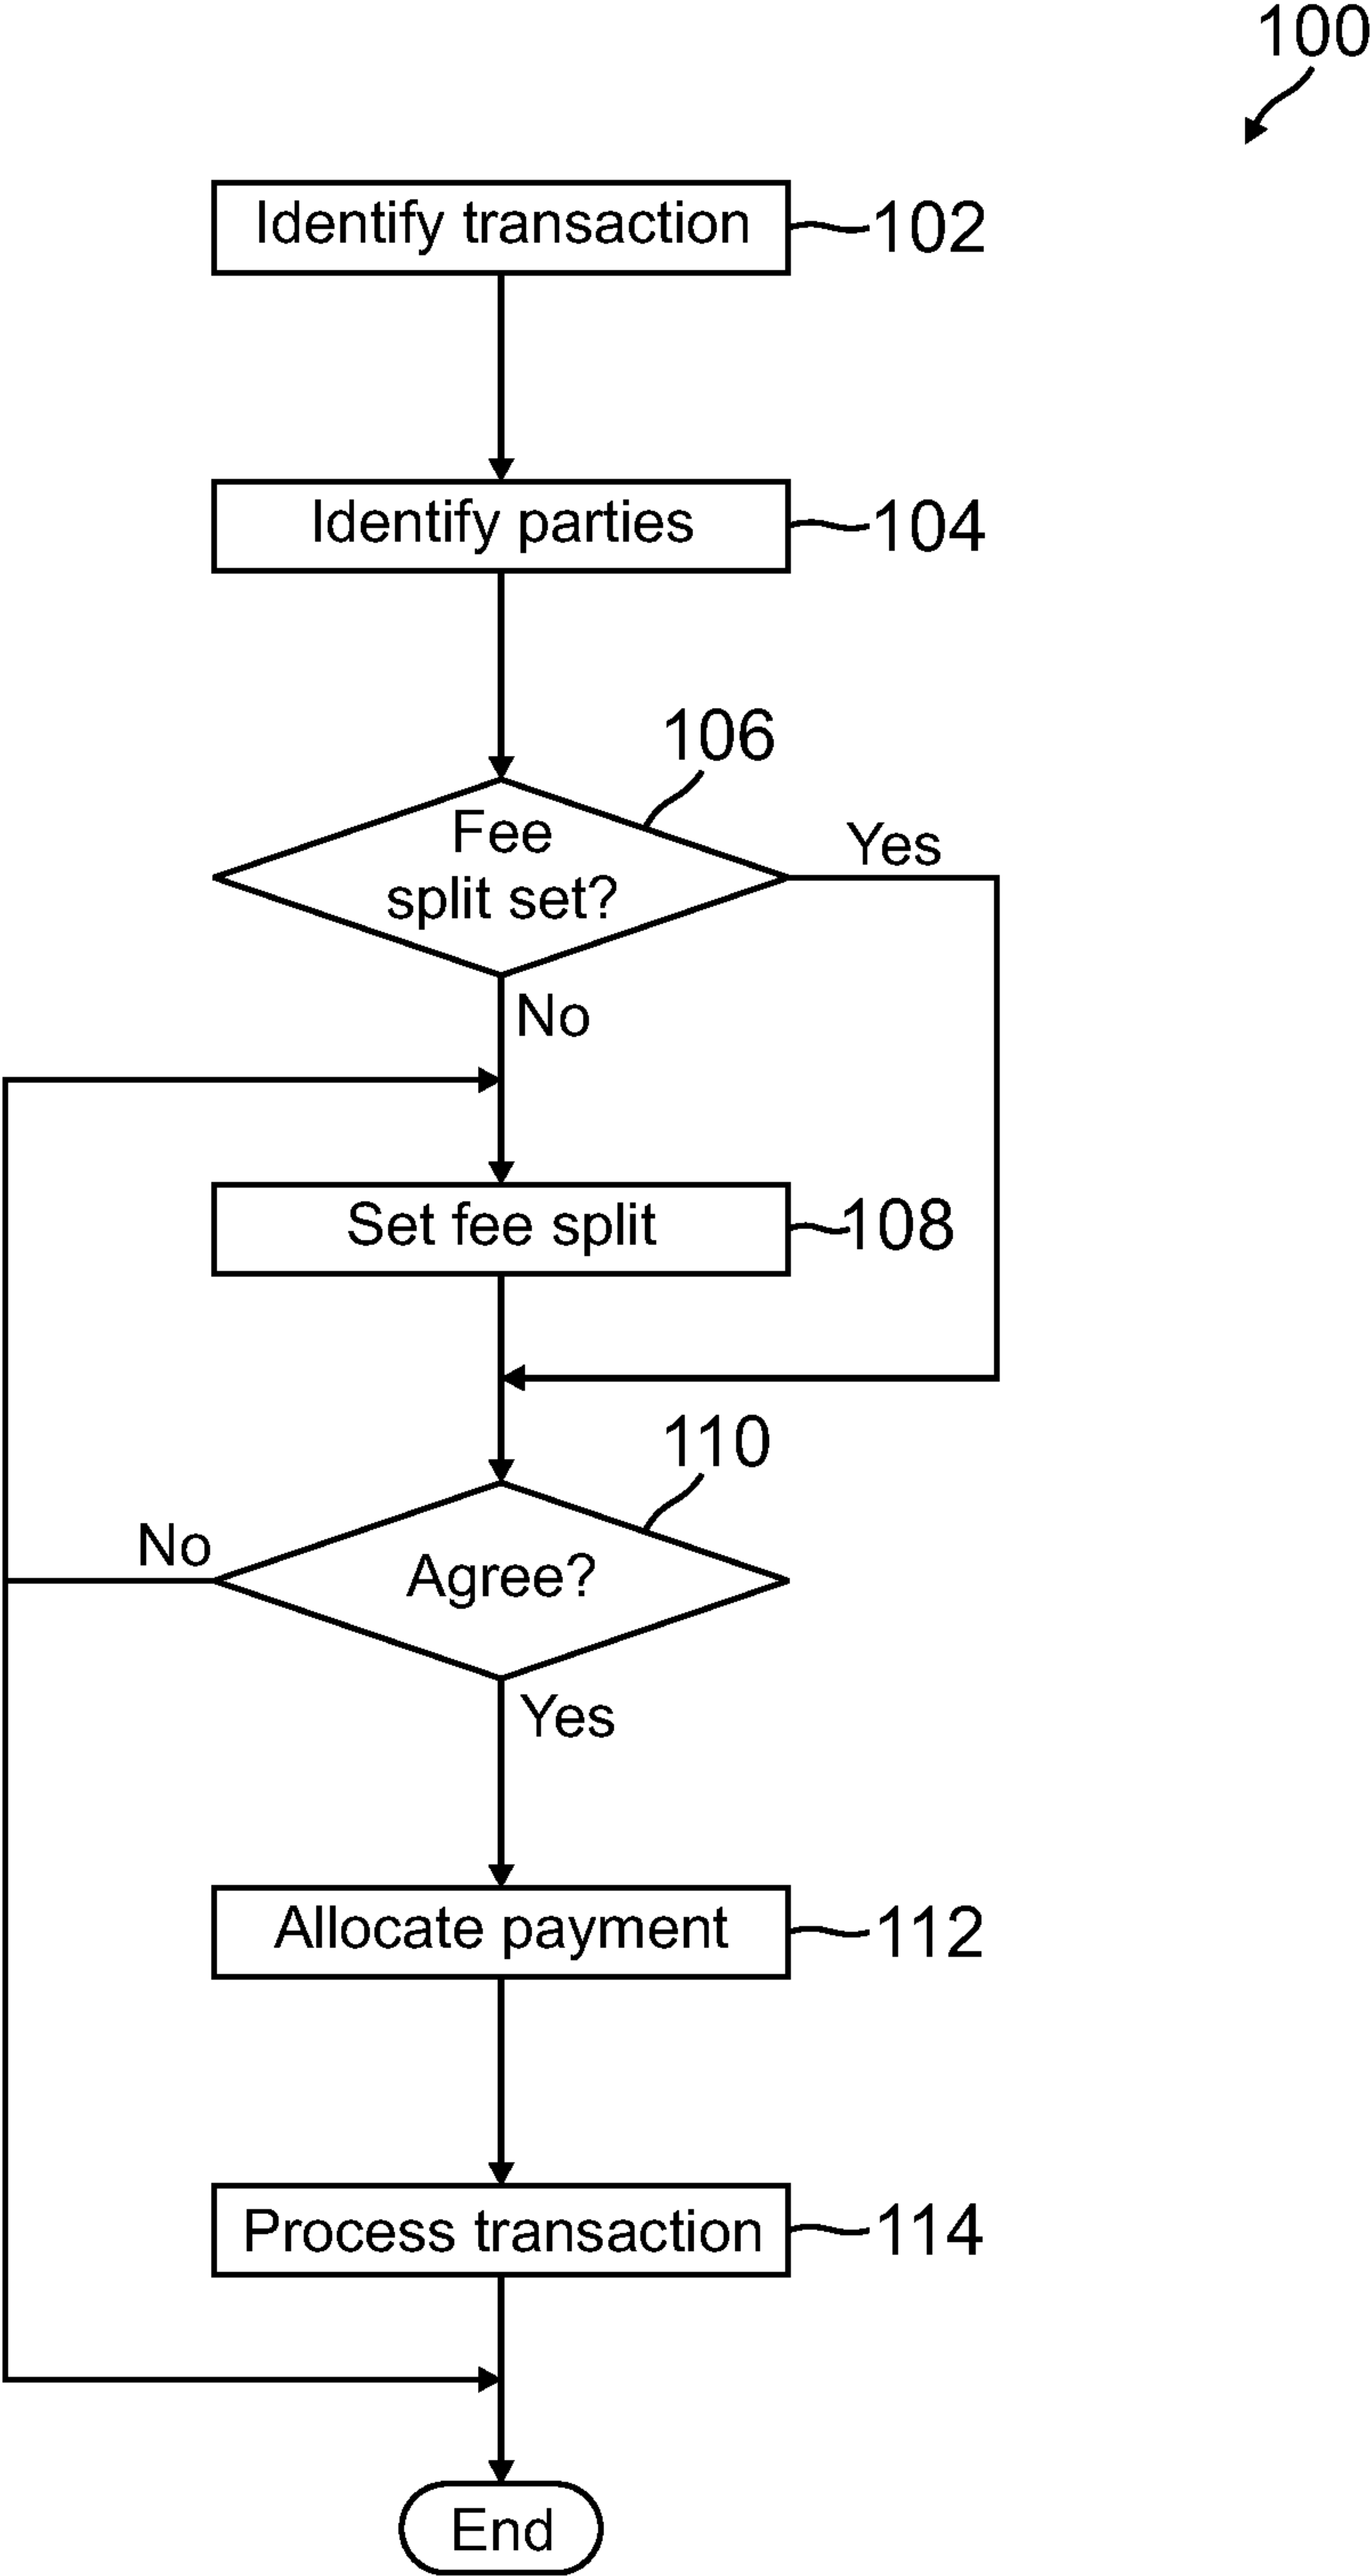 100
Identify transaction
102
Identify parties
104
106
Fee
split set?
Yes
No
Set fee split
108
110
No
Agree?
Yes
Allocate payment
112
Process transaction
114
End